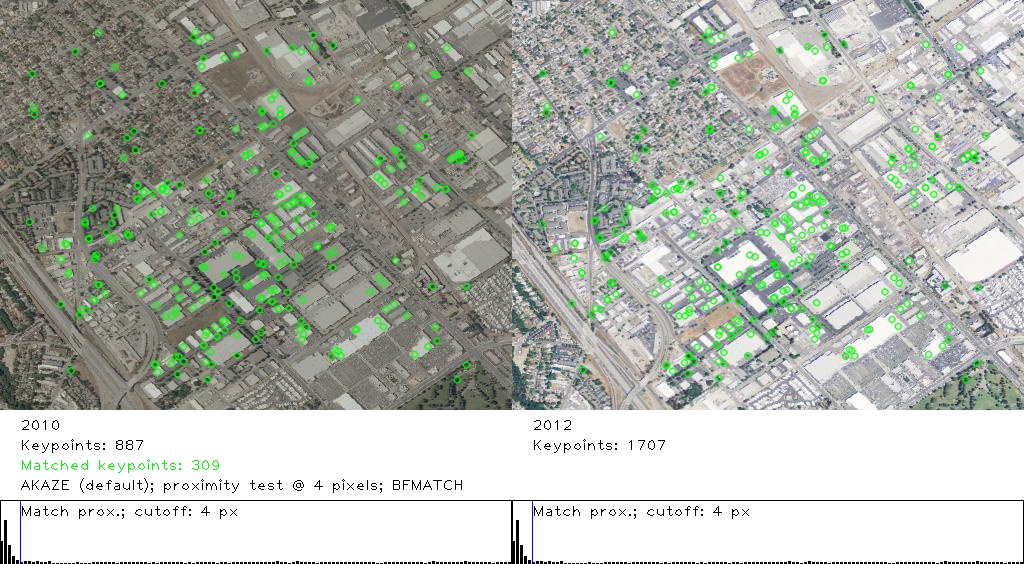 2010
Keypoints: 887
Matched keypoints: 309
AKAZE (default); proximity test @ 4 pixels; BFMATCH
Match prox.; cutoff: 4 px
2012
Keypoints: 1707
Match prox.; cutoff: 4 px